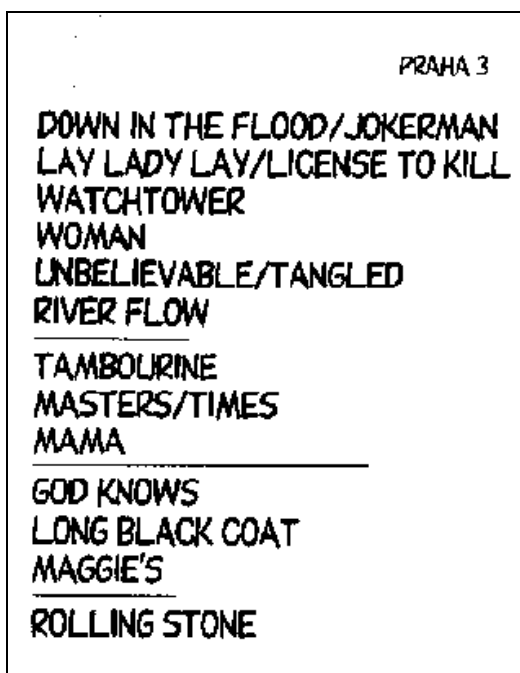 PRAHA 3
DOWN IN THE FLOOD/JOKERMAN
LAY LADY LAY/LICENSE TO KILL
WATCHTOWER
WOMAN
UNBELIEVABLE/TANGLED
RIVER FLOW
TAMBOURINE
MASTERS/TIMES
MAMA
GOD KNOWS
LONG BLACK COAT
MAGGIE'S
ROLLING STONE